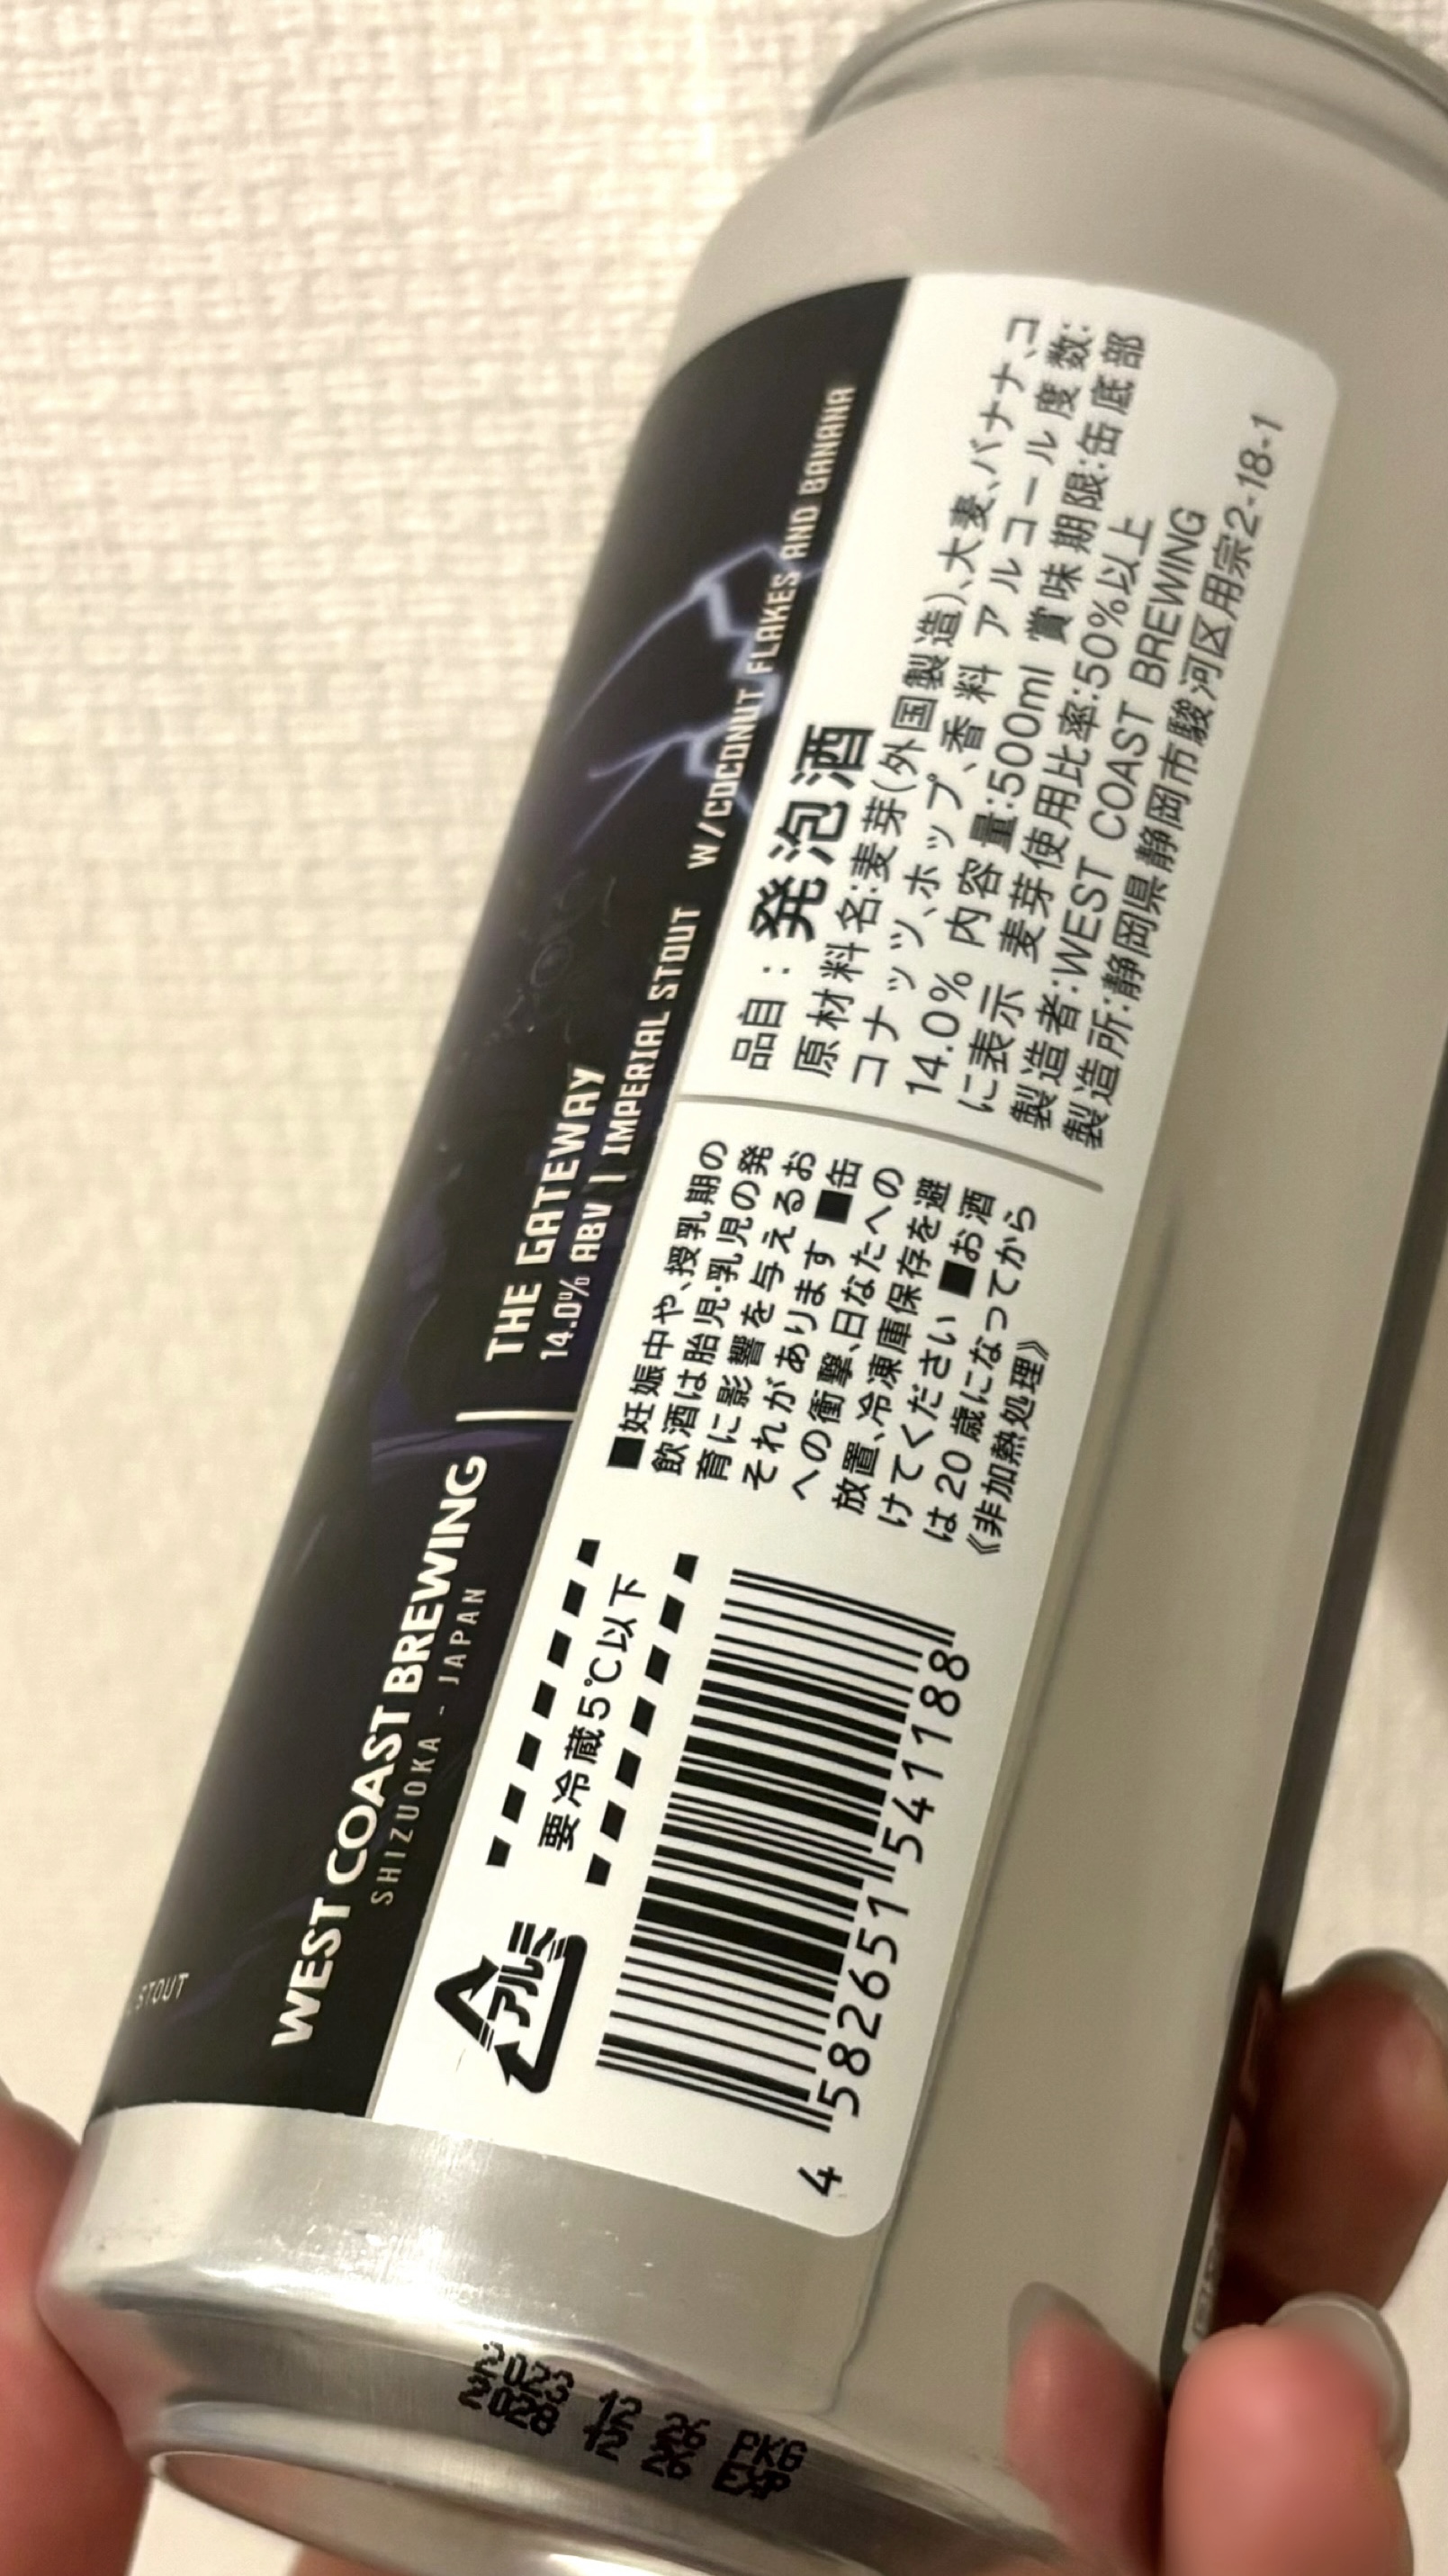 STOUT
WEST COAST BREWING
SHIZUOKA - JAPAN
THE GATEWAY
14.0% ABV | IMPERIAL STOUT W/COCONUT FLAKES AND BANANA
品目:発泡酒
原材料名:麦芽(外国製造)、大麦、バナナ、コ
コナッツ、ホップ、香料 アルコール度数:
14.0% 内容量:500ml 賞味期限:缶底部
に表示 麦芽使用比率:50%以上
製造者:WEST COAST BREWING
製造所:静岡県静岡市駿河区用宗2-18-1
■妊娠中や、授乳期の
飲酒は胎児・乳児の発
育に影響を与えるお
それがあります ■缶
への衝撃、日なたへの
放置、冷凍庫保存を避
けてください ■お酒
は20歳になってから
《非加熱処理》
要冷蔵5℃以下
アルミ
4 582651 541188
2023 12 26 PKG
2028 12 26 EXP